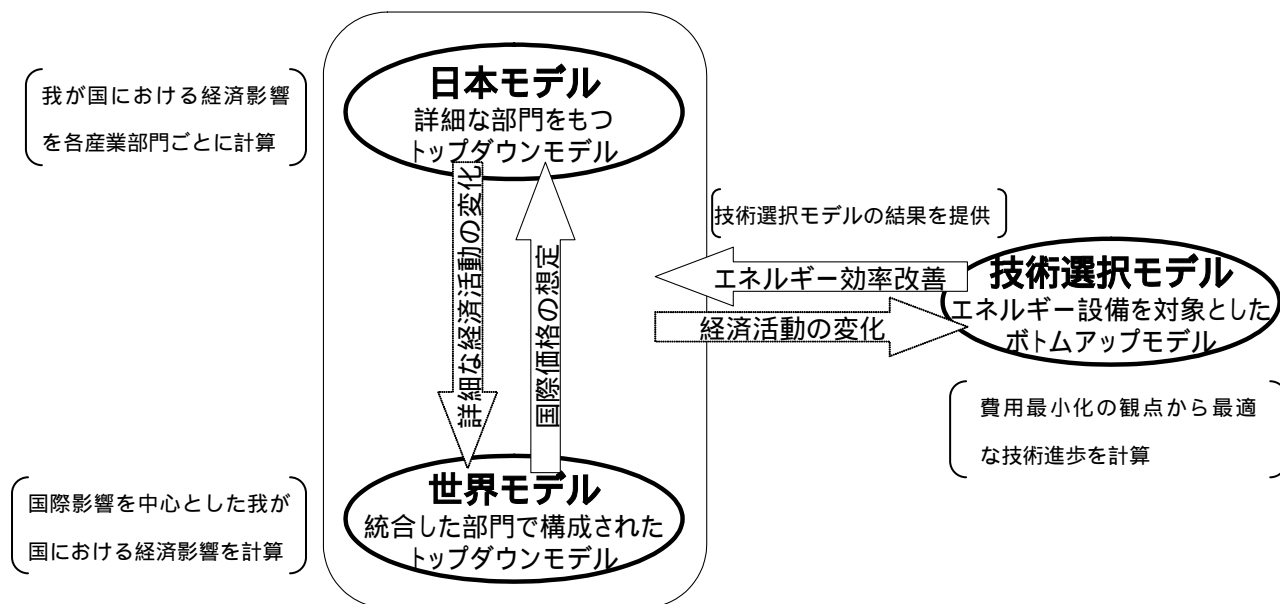 日本モデル
詳細な部門をもつ
トップダウンモデル
我が国における経済影響
を各産業部門ごとに計算
詳細な経済活動の変化
国際価格の想定
技術選択モデルの結果を提供
エネルギー効率改善
経済活動の変化
技術選択モデル
エネルギー設備を対象とした
ボトムアップモデル
費用最小化の観点から最適
な技術進歩を計算
世界モデル
統合した部門で構成された
トップダウンモデル
国際影響を中心とした我が
国における経済影響を計算